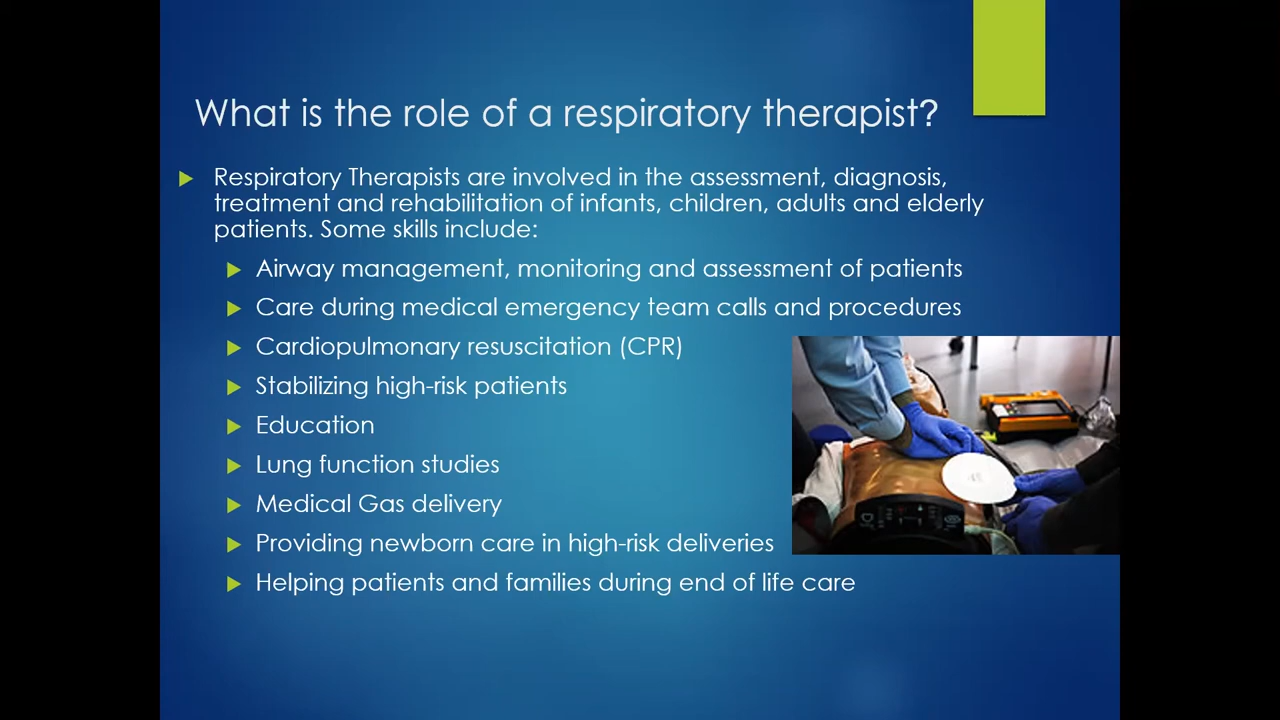 What is the role of a respiratory therapist?
Respiratory Therapists are involved in the assessment, diagnosis,
treatment and rehabilitation of infants, children, adults and elderly
patients. Some skills include:
Airway management, monitoring and assessment of patients
Care during medical emergency team calls and procedures
Cardiopulmonary resuscitation (CPR)
Stabilizing high-risk patients
Education
Lung function studies
Medical Gas delivery
Providing newborn care in high-risk deliveries
Helping patients and families during end of life care